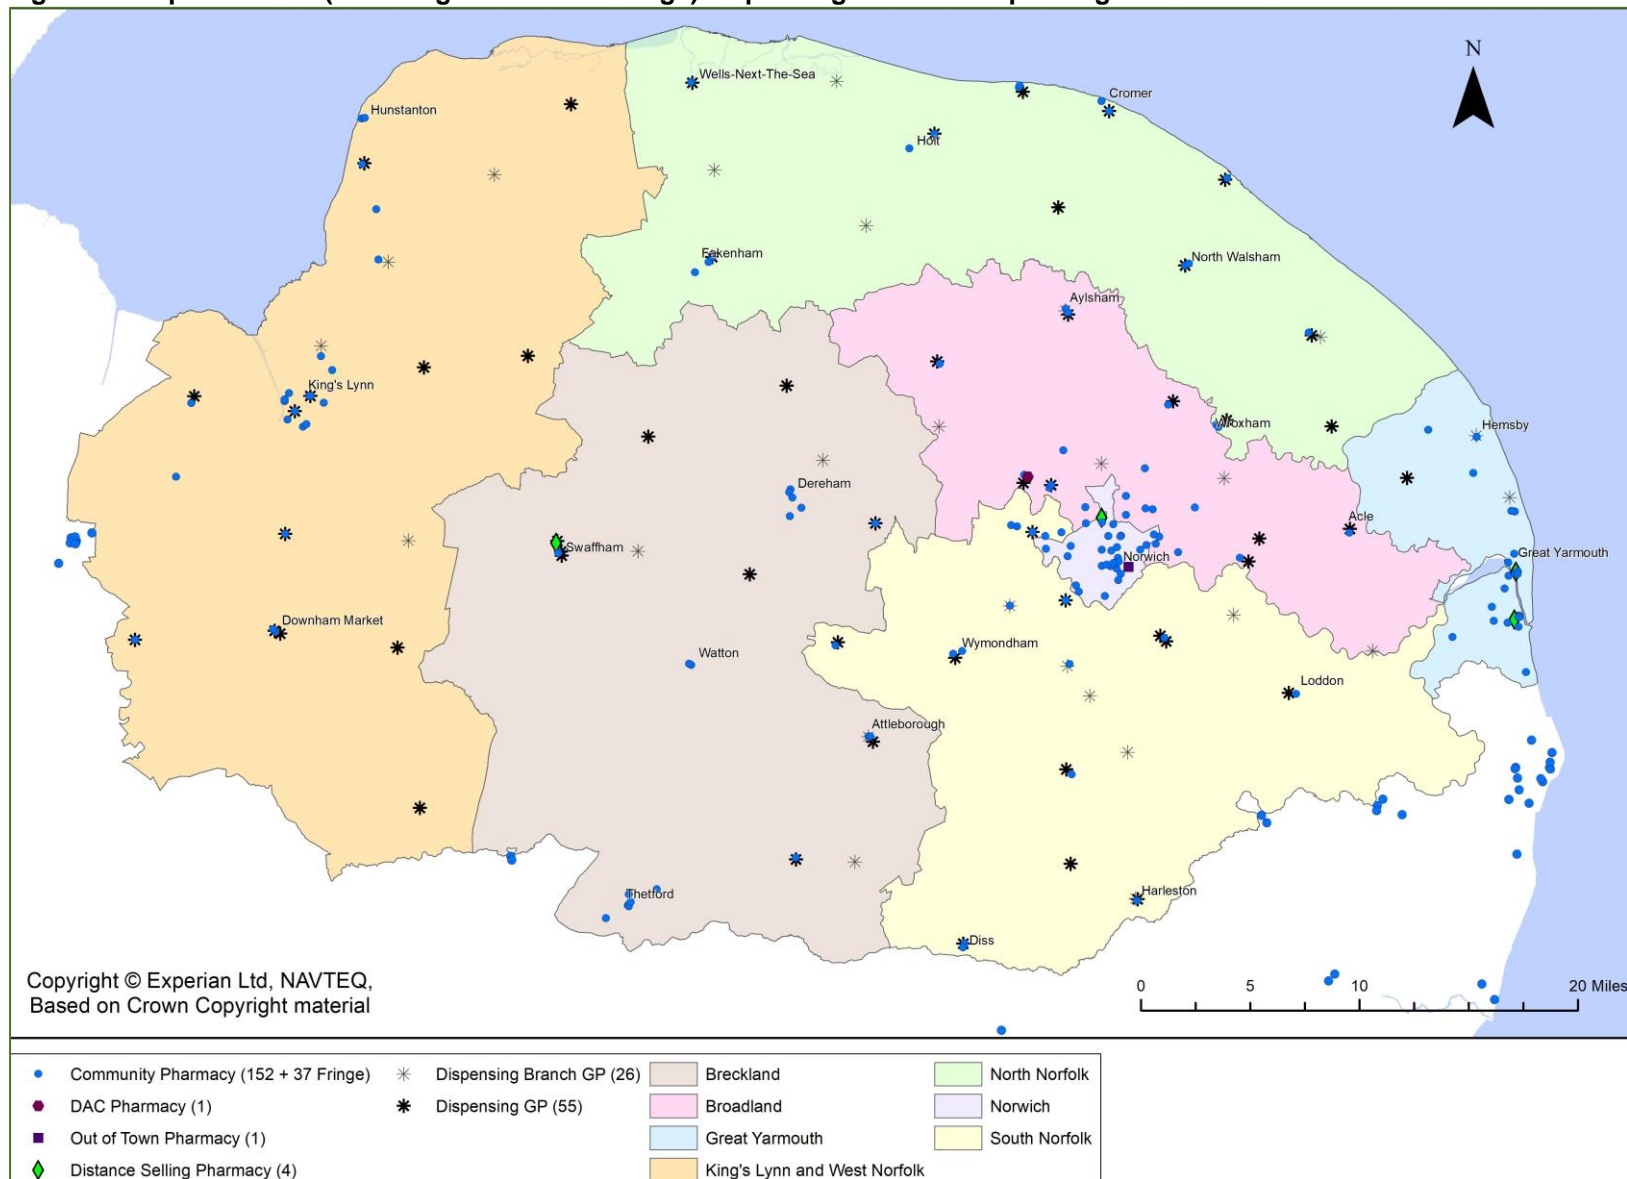 N
Wells-Next-The-Sea
Cromer
Hunstanton
Holt
Fakenham
North Walsham
Aylsham
King's Lynn
Wroxham
Hemsby
Dereham
Acle
Swaffham
Norwich
Great Yarmouth
Downham Market
Watton
Wymondham
Loddon
Attleborough
Thetford
Harleston
Diss
Copyright © Experian Ltd, NAVTEQ,
Based on Crown Copyright material
0 5 10 20 Miles
Community Pharmacy (152 + 37 Fringe)
DAC Pharmacy (1)
Out of Town Pharmacy (1)
Distance Selling Pharmacy (4)
Dispensing Branch GP (26)
Dispensing GP (55)
Breckland
Broadland
Great Yarmouth
King's Lynn and West Norfolk
North Norfolk
Norwich
South Norfolk